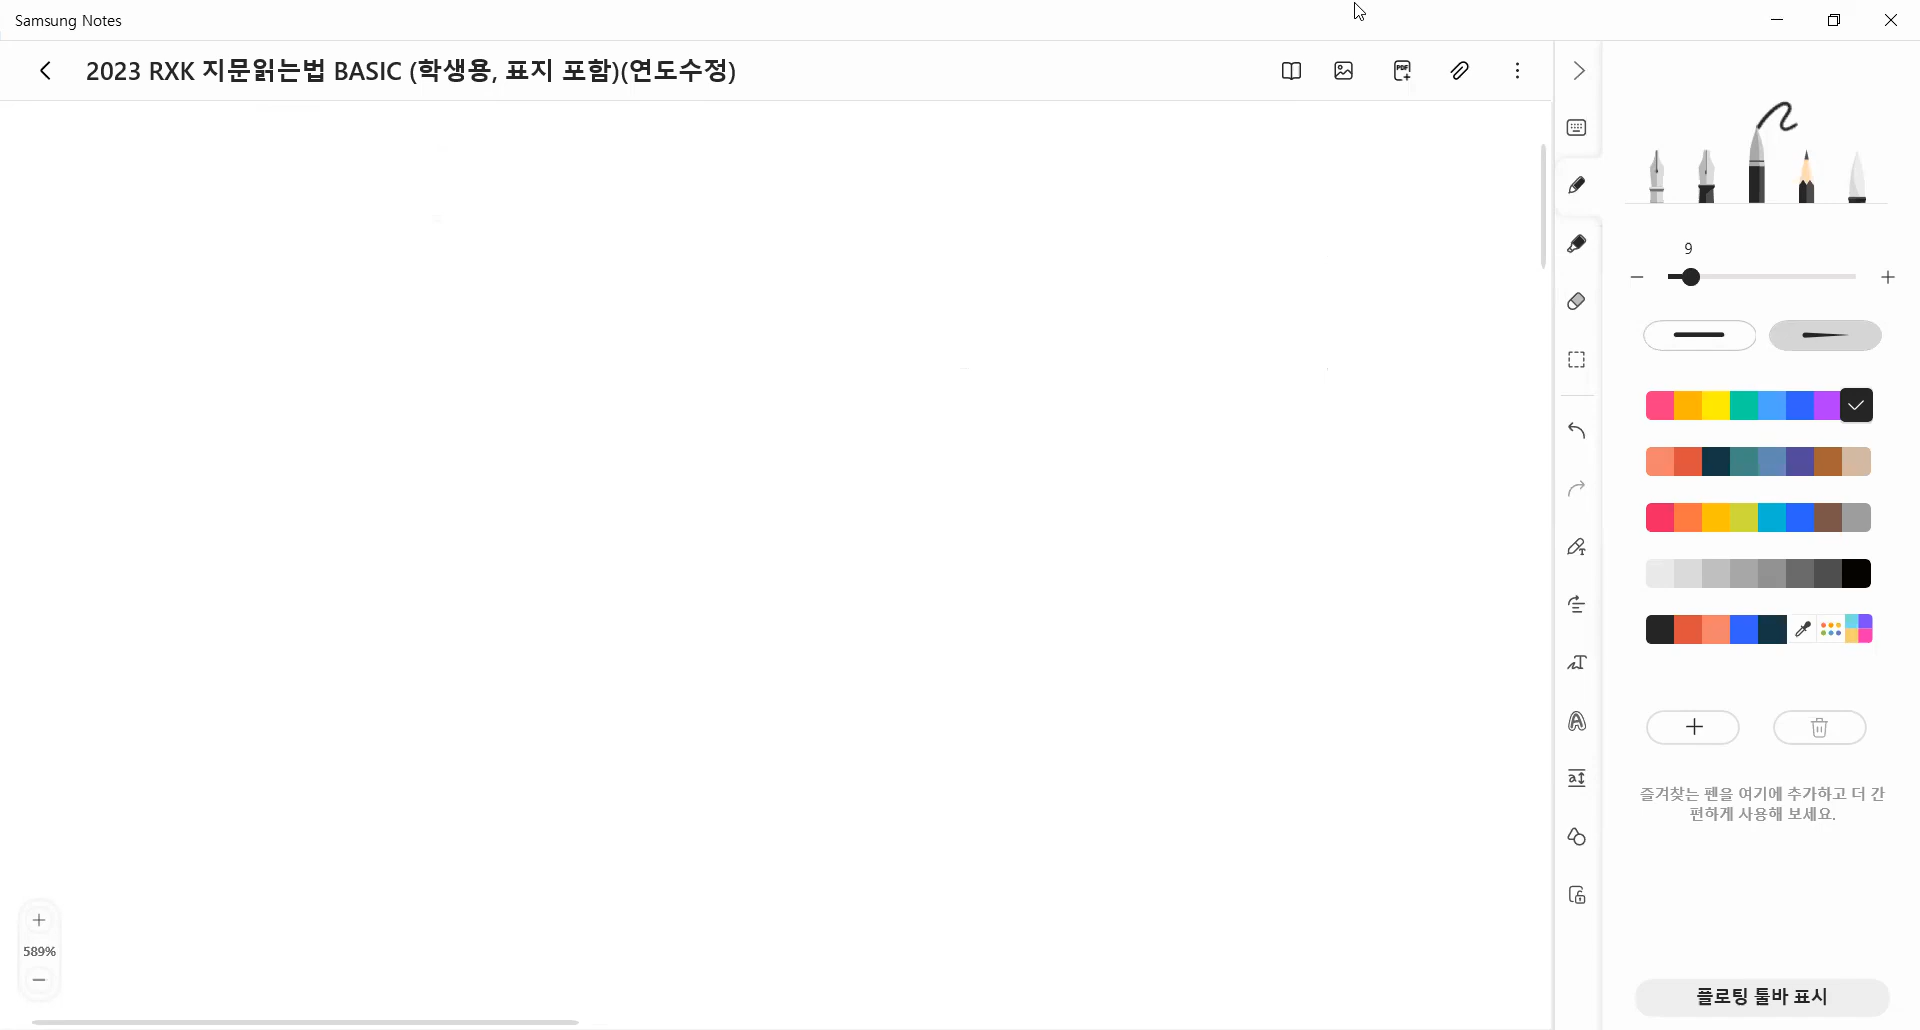 Samsung Notes
2023 RXK 지문읽는법 BASIC (학생용, 표지 포함)(연도수정)
PDF
9
즐겨찾는 펜을 여기에 추가하고 더 간
편하게 사용해 보세요.
589%
플로팅 툴바 표시